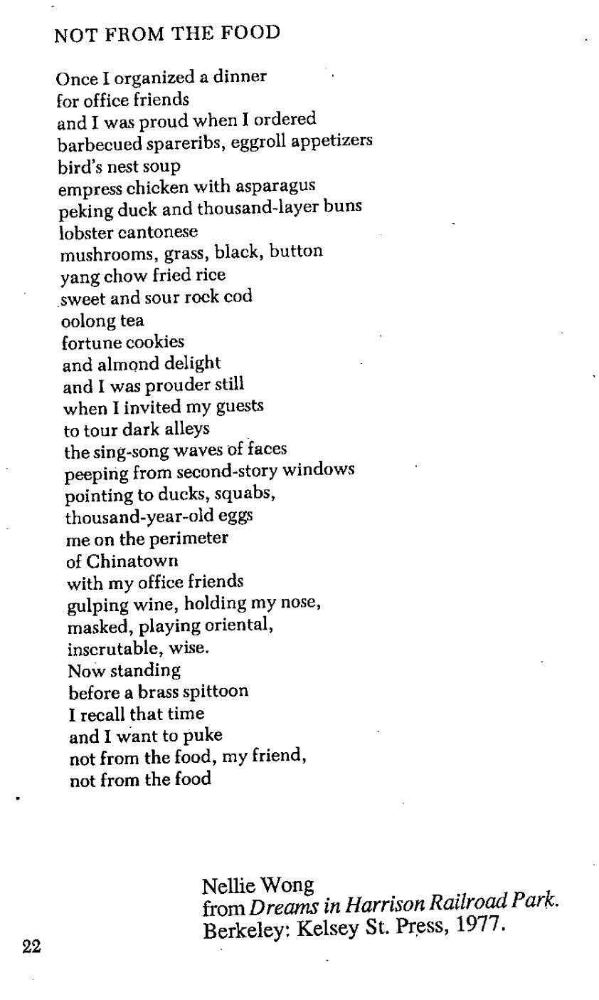 NOT FROM THE FOOD
Once I organized a dinner
for office friends
and I was proud when I ordered
barbecued spareribs, eggroll appetizers
bird's nest soup
empress chicken with asparagus
peking duck and thousand-layer buns
lobster cantonese
mushrooms, grass, black, button
yang chow fried rice
sweet and sour rock cod
oolong tea
fortune cookies
and almond delight
and I was prouder still
when I invited my guests
to tour dark alleys
the sing-song waves of faces
peeping from second-story windows
pointing to ducks, squabs,
thousand-year-old eggs
me on the perimeter
of Chinatown
with my office friends
gulping wine, holding my nose,
masked, playing oriental,
inscrutable, wise.
Now standing
before a brass spittoon
I recall that time
and I want to puke
not from the food, my friend,
not from the food
Nellie Wong
from Dreams in Harrison Railroad Park.
Berkeley: Kelsey St. Press, 1977.
22